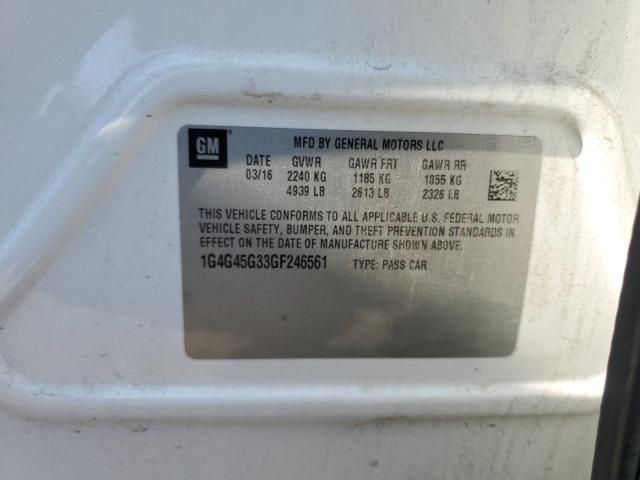 GM
MFD BY GENERAL MOTORS LLC
DATE GVWR GAWR FRT GAWR RR
03/16 2240 KG 1185 KG 1055 KG
4939 LB 2613 LB 2326 LB
THIS VEHICLE CONFORMS TO ALL APPLICABLE U.S. FEDERAL MOTOR
VEHICLE SAFETY, BUMPER, AND THEFT PREVENTION STANDARDS IN
EFFECT ON THE DATE OF MANUFACTURE SHOWN ABOVE.
1G4G45G33GF246561 TYPE: PASS CAR